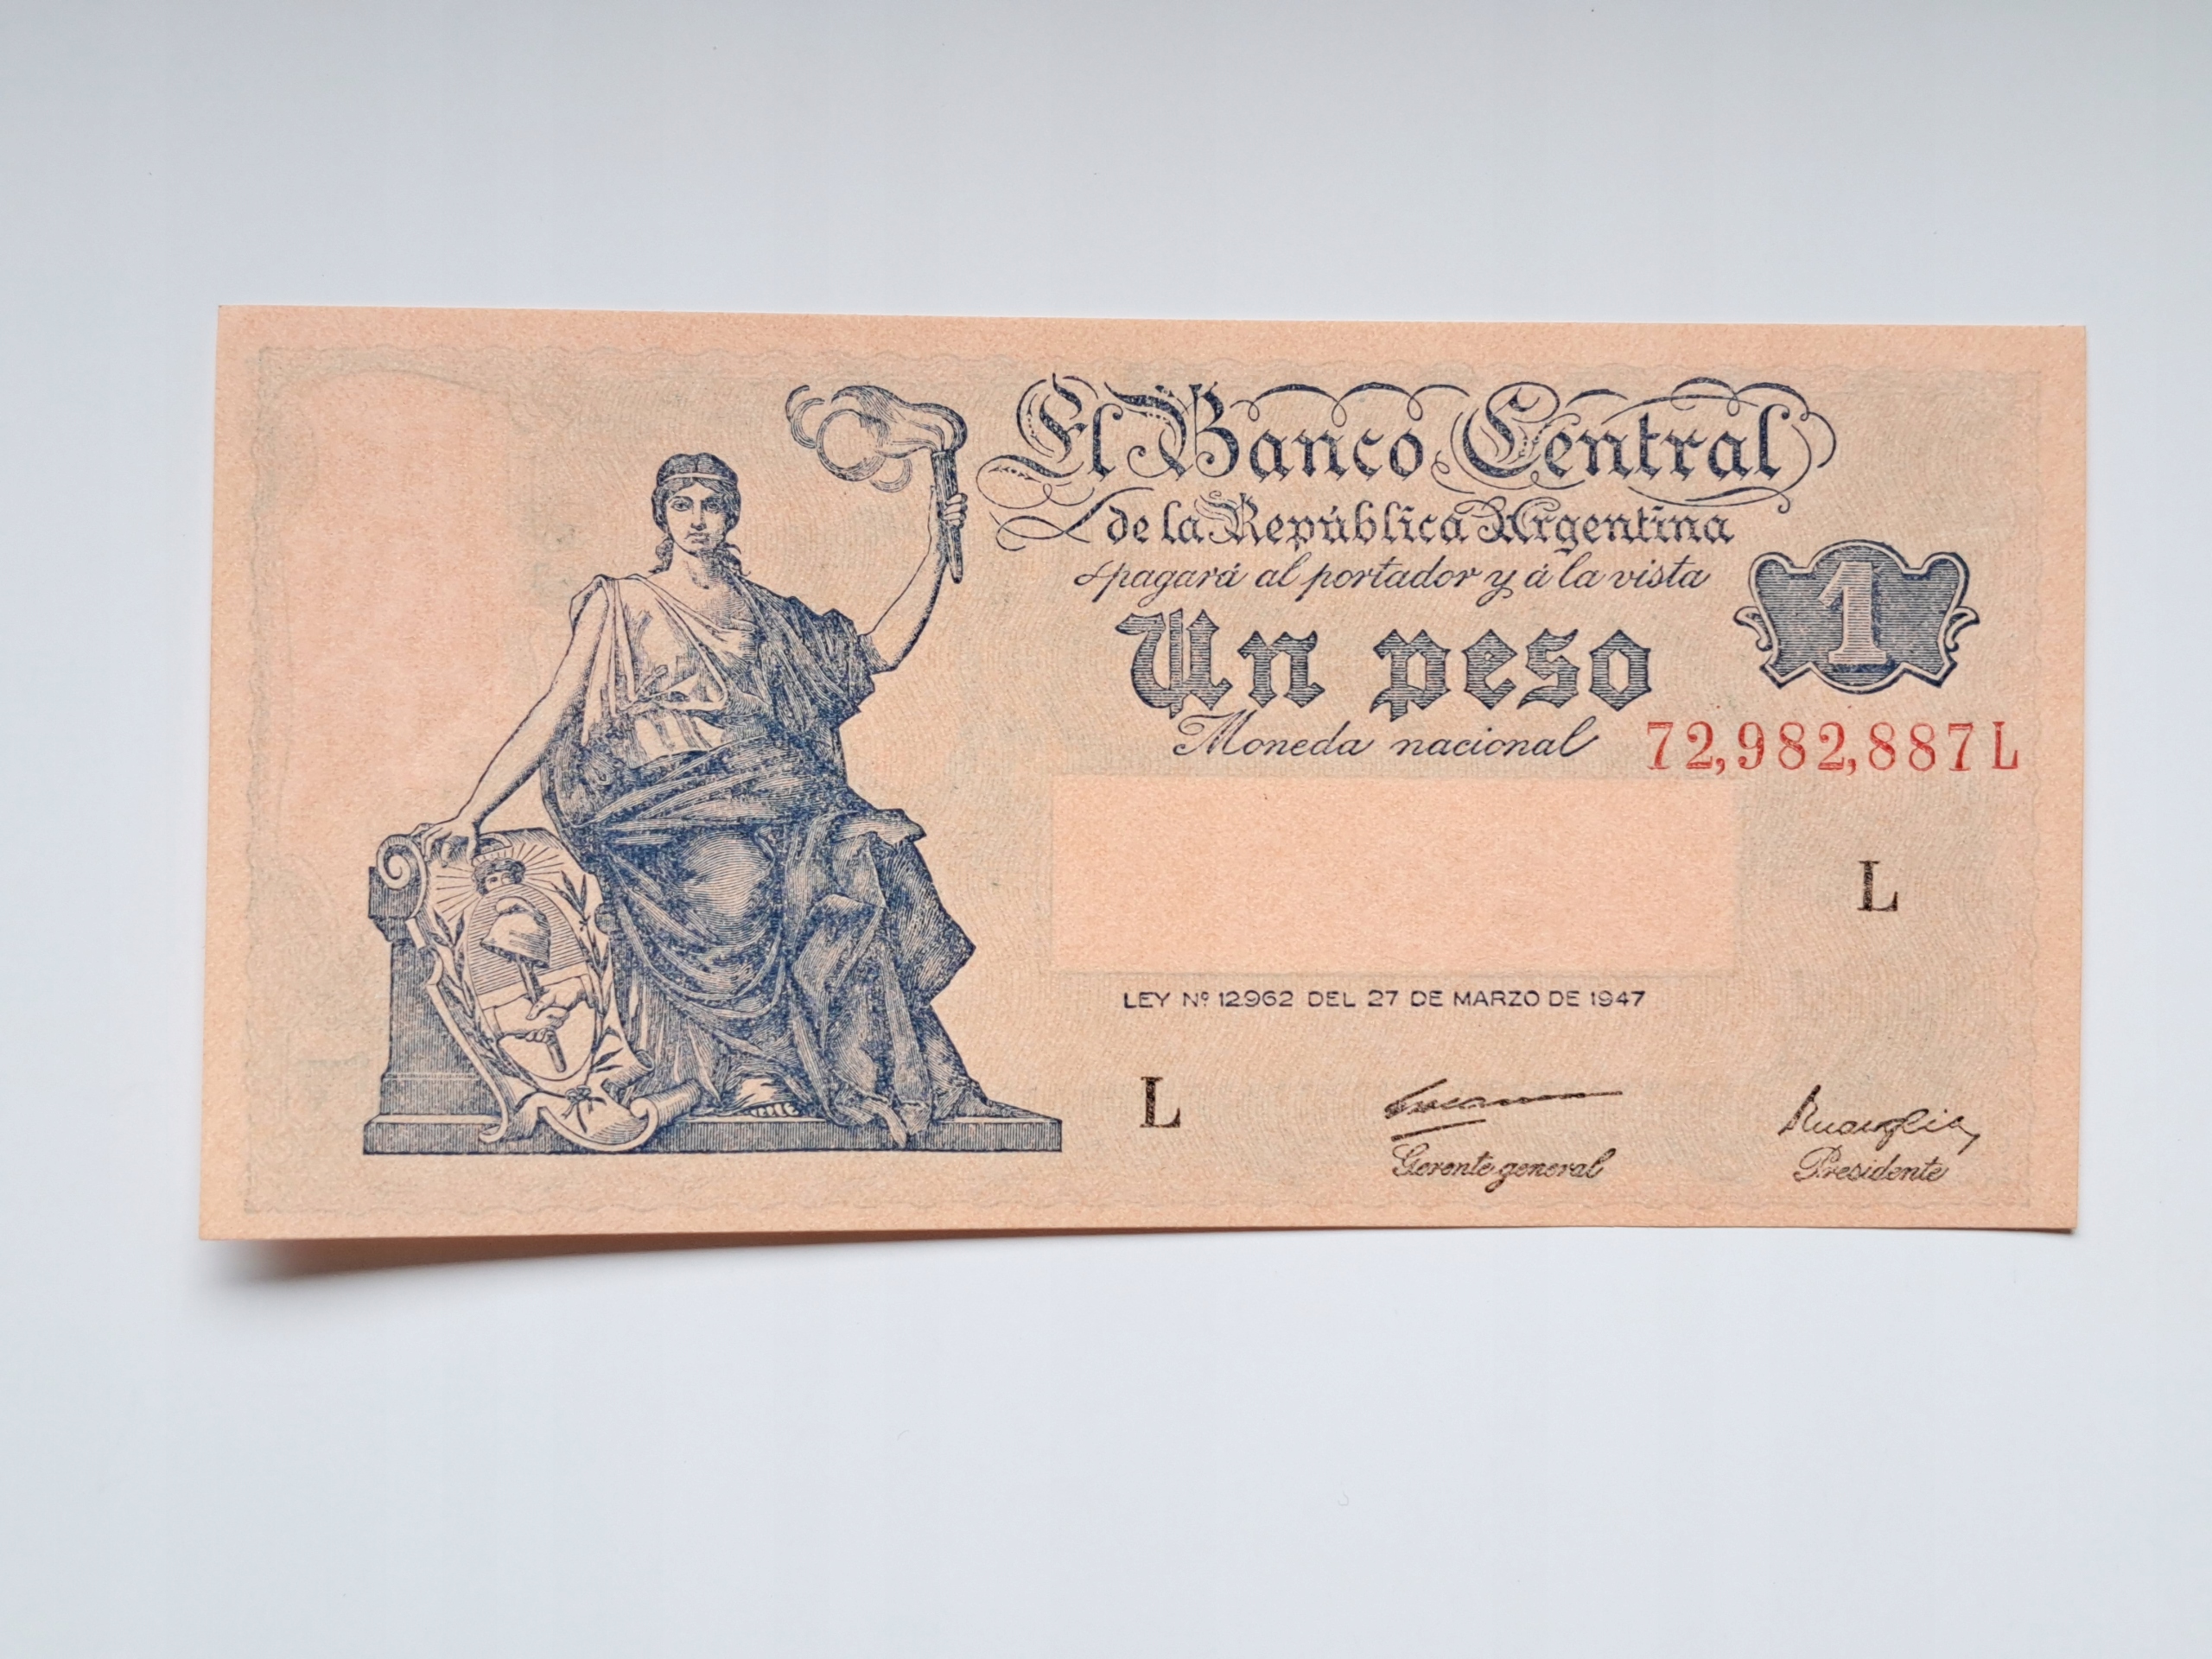 El Banco Central
de la República Argentina
pagará al portador y á la vista
Un peso
1
Moneda nacional
72,982,887L
L
LEY Nº 12.962 DEL 27 DE MARZO DE 1947
L
Gerente general
Presidente